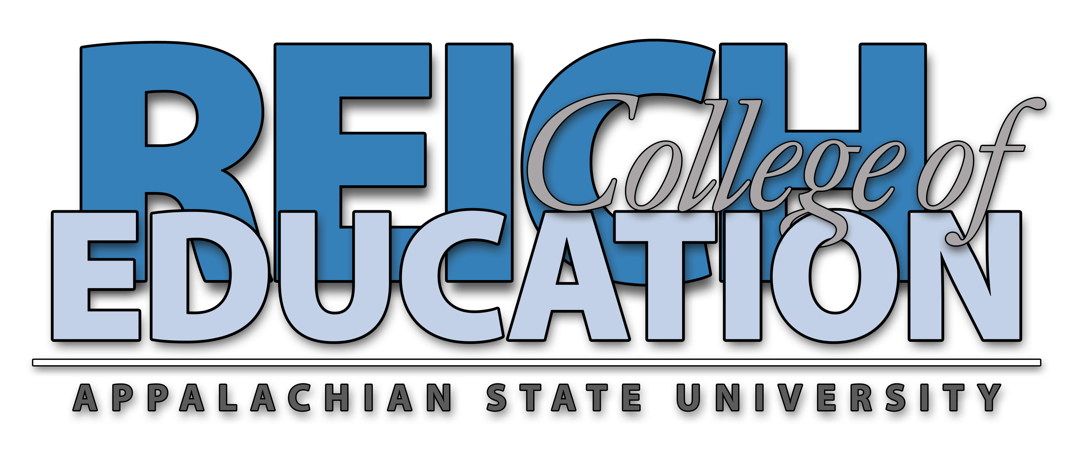 REICH
College of
EDUCATION
APPALACHIAN STATE UNIVERSITY